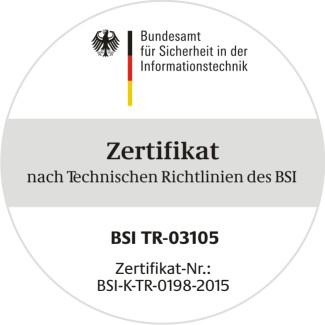 Bundesamt
für Sicherheit in der
Informationstechnik
Zertifikat
nach Technischen Richtlinien des BSI
BSI TR-03105
Zertifikat-Nr.:
BSI-K-TR-0198-2015